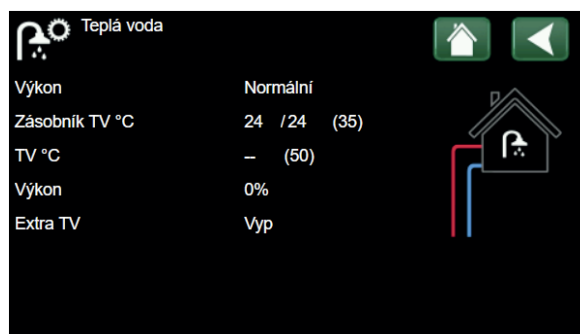 Teplá voda
Výkon Normální
Zásobník TV °C 24 /24 (35)
TV °C – (50)
Výkon 0%
Extra TV Vyp